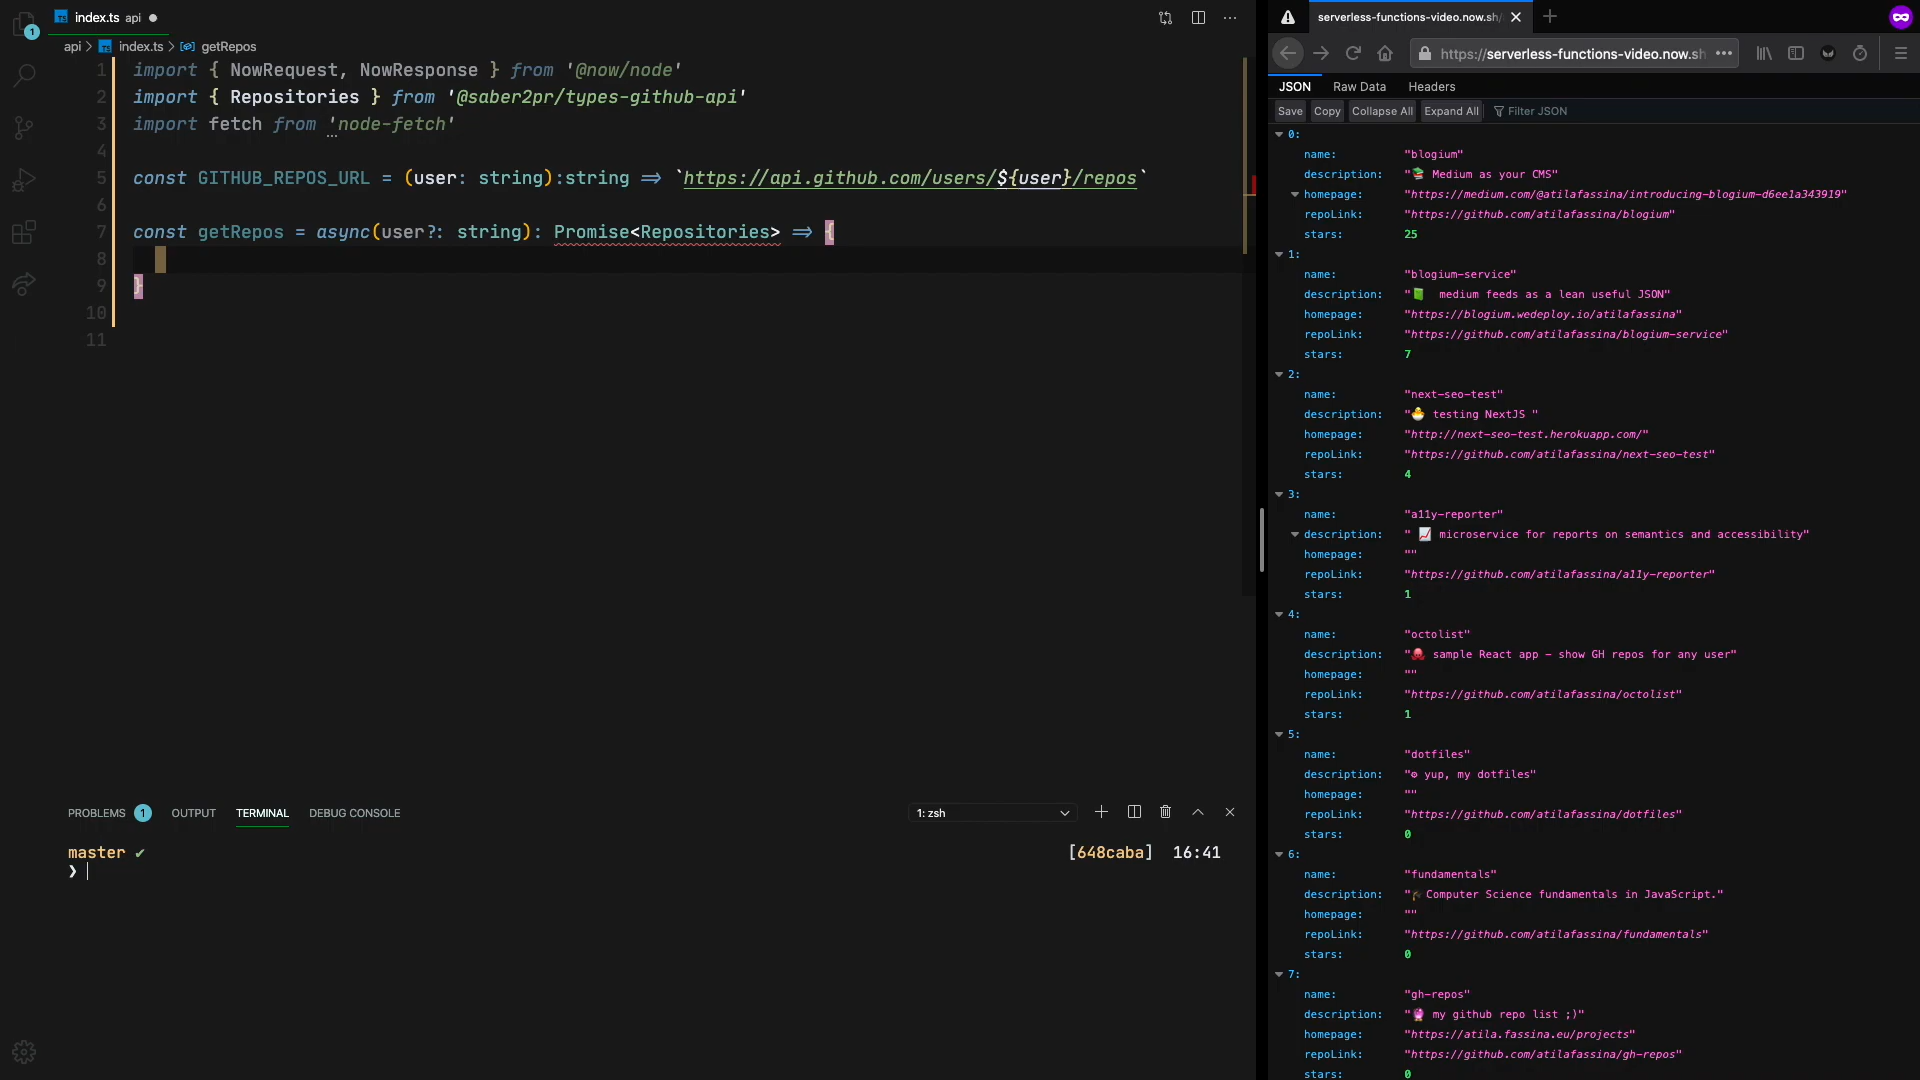 index.ts api
1
api > index.ts > getRepos
1 import { NowRequest, NowResponse } from '@now/node'
2 import { Repositories } from '@saber2pr/types-github-api'
3 import fetch from 'node-fetch'
4
5 const GITHUB_REPOS_URL = (user: string):string => `https://api.github.com/users/${user}/repos`
6
7 const getRepos = async(user?: string): Promise<Repositories> => {
8
9 }
10
11
PROBLEMS 1 OUTPUT TERMINAL DEBUG CONSOLE 1: zsh
master ✔ [648caba] 16:41
❯
serverless-functions-video.now.sh/
https://serverless-functions-video.now.sh
JSON Raw Data Headers
Save Copy Collapse All Expand All Filter JSON
0:
name: "blogium"
description: "📚 Medium as your CMS"
homepage: "https://medium.com/@atilafassina/introducing-blogium-d6ee1a343919"
repoLink: "https://github.com/atilafassina/blogium"
stars: 25
1:
name: "blogium-service"
description: "📗 medium feeds as a lean useful JSON"
homepage: "https://blogium.wedeploy.io/atilafassina"
repoLink: "https://github.com/atilafassina/blogium-service"
stars: 7
2:
name: "next-seo-test"
description: "🐣 testing NextJS "
homepage: "http://next-seo-test.herokuapp.com/"
repoLink: "https://github.com/atilafassina/next-seo-test"
stars: 4
3:
name: "a11y-reporter"
description: " 📈 microservice for reports on semantics and accessibility"
homepage: ""
repoLink: "https://github.com/atilafassina/a11y-reporter"
stars: 1
4:
name: "octolist"
description: "🐙 sample React app - show GH repos for any user"
homepage: ""
repoLink: "https://github.com/atilafassina/octolist"
stars: 1
5:
name: "dotfiles"
description: "⚙ yup, my dotfiles"
homepage: ""
repoLink: "https://github.com/atilafassina/dotfiles"
stars: 0
6:
name: "fundamentals"
description: "🎓Computer Science fundamentals in JavaScript."
homepage: ""
repoLink: "https://github.com/atilafassina/fundamentals"
stars: 0
7:
name: "gh-repos"
description: "🔮 my github repo list ;)"
homepage: "https://atila.fassina.eu/projects"
repoLink: "https://github.com/atilafassina/gh-repos"
stars: 0